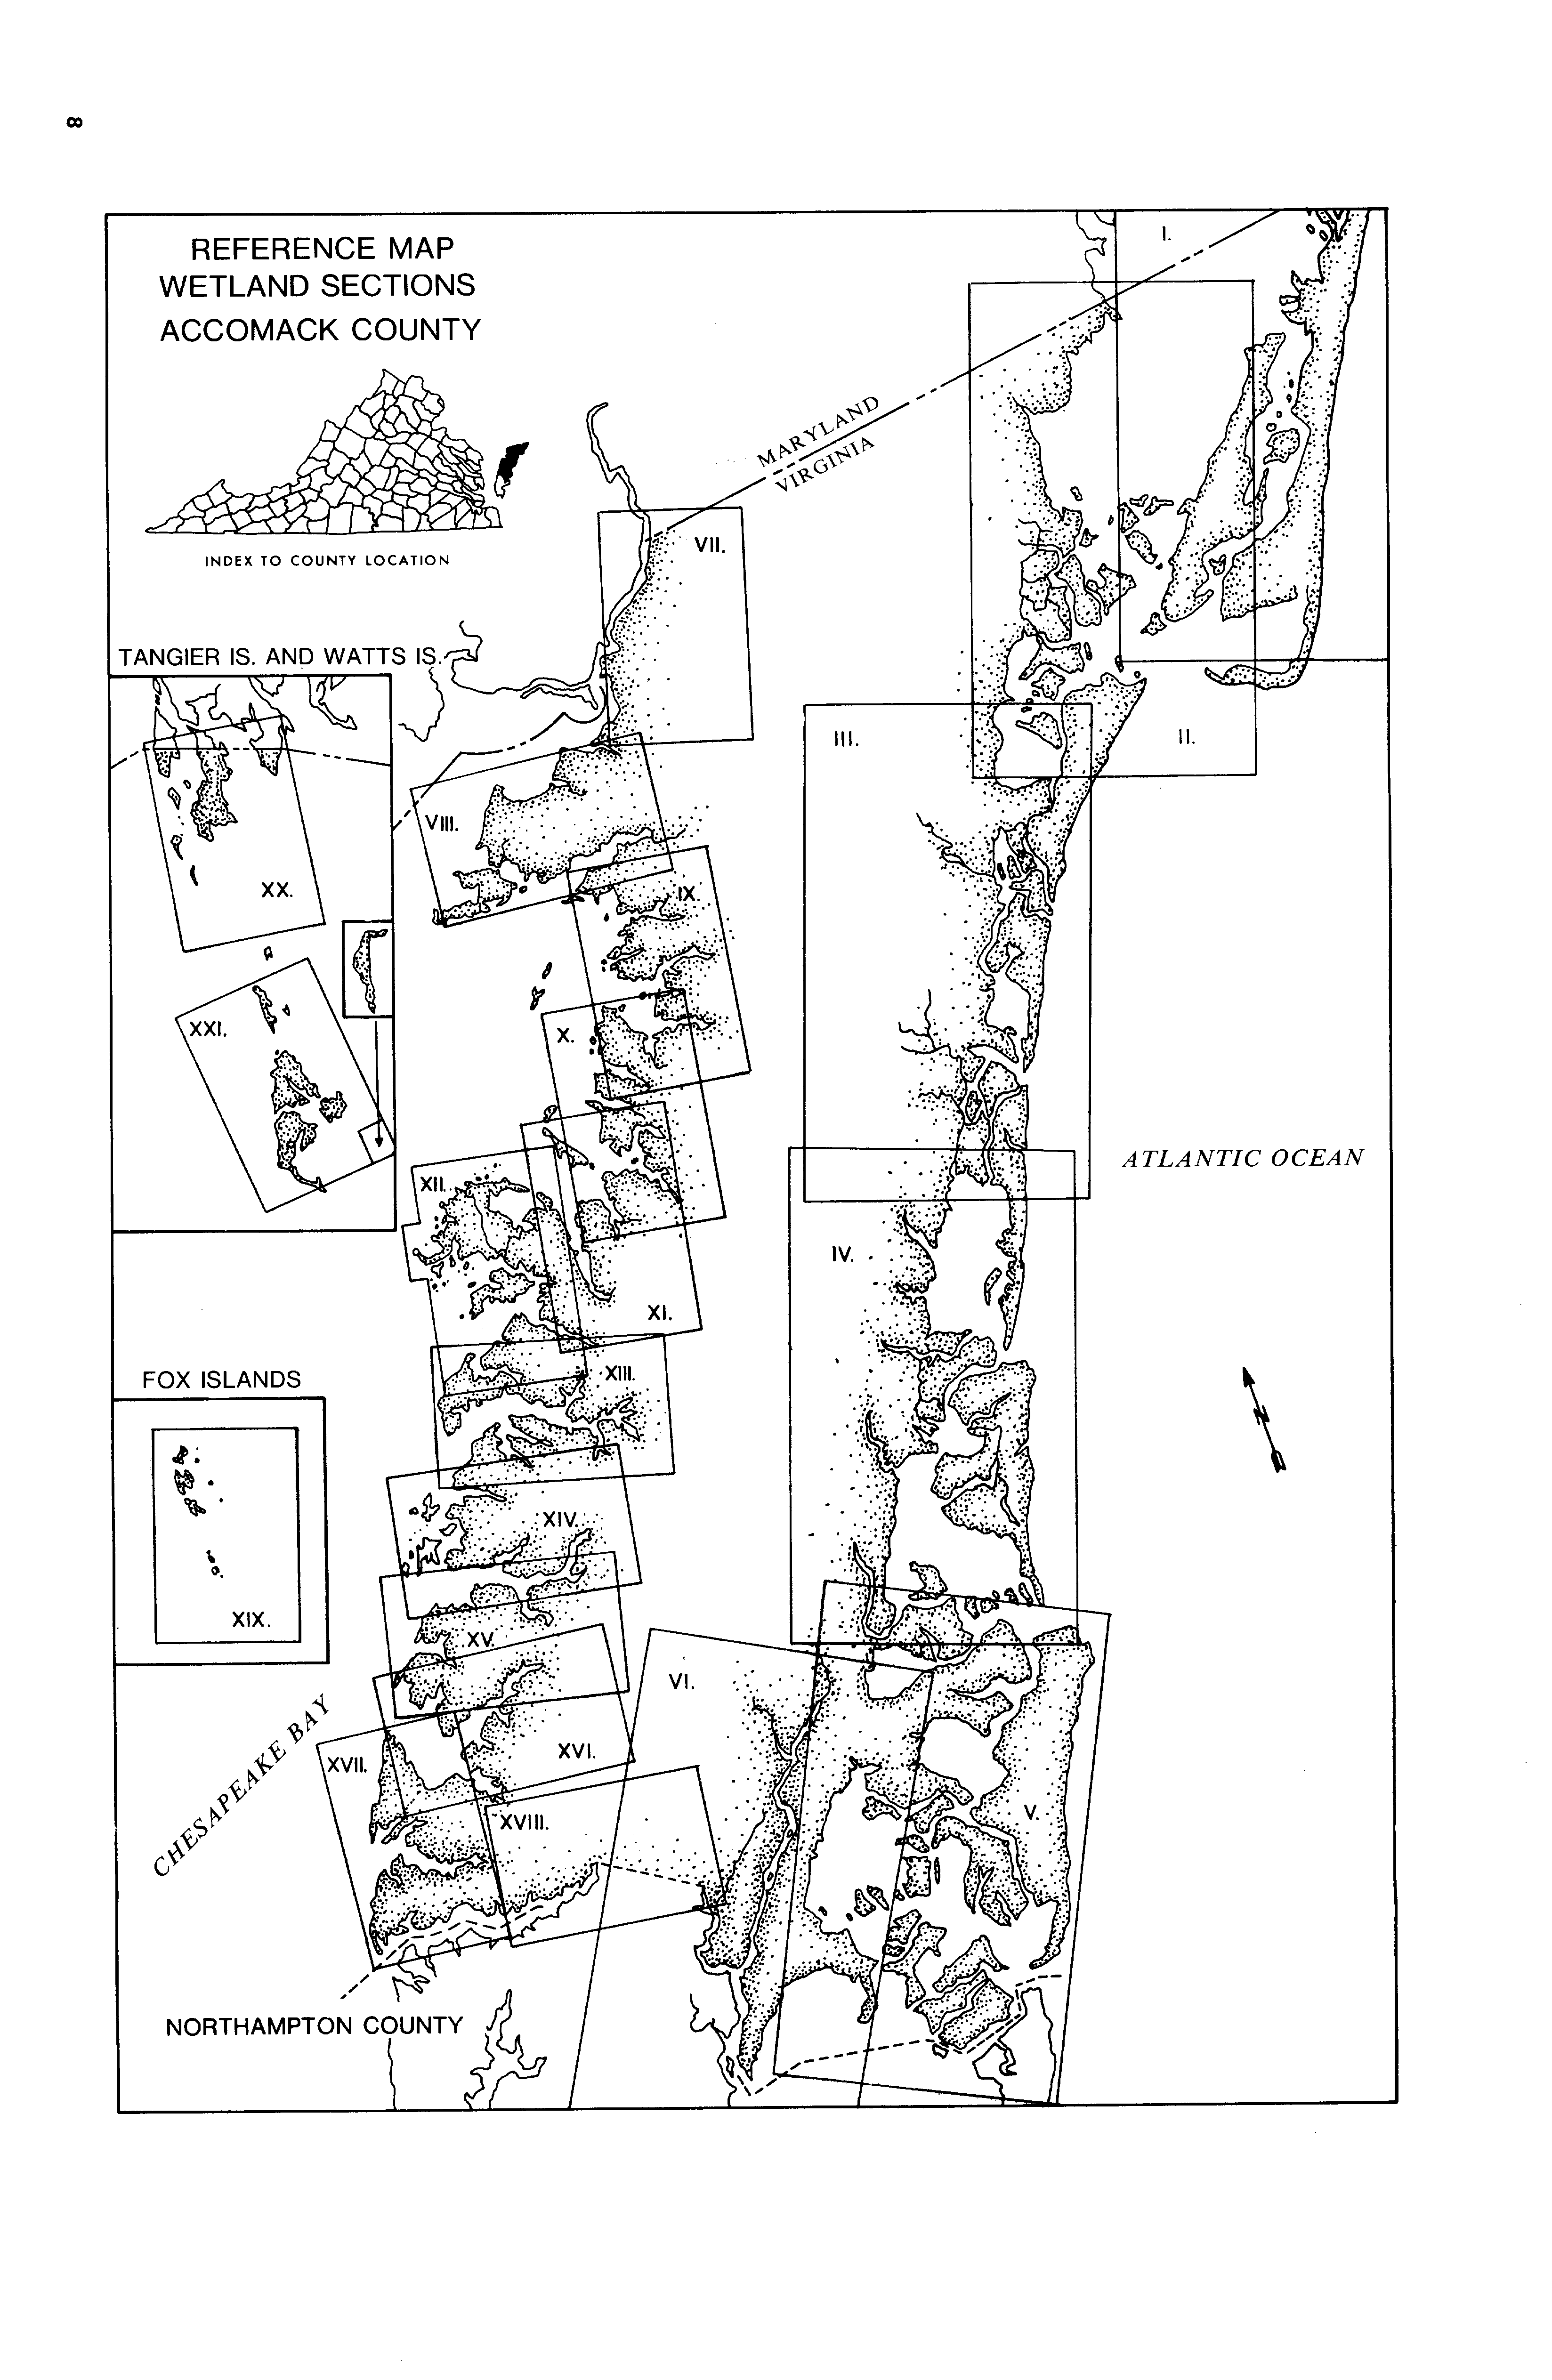 8
REFERENCE MAP
WETLAND SECTIONS
ACCOMACK COUNTY
INDEX TO COUNTY LOCATION
I.
MARYLAND
VIRGINIA
VII.
TANGIER IS. AND WATTS IS.
III.
II.
VIII.
XX.
IX
XXI.
X.
ATLANTIC OCEAN
XII.
IV.
XI.
FOX ISLANDS
XIII.
N
XIV.
XIX.
XV.
VI.
CHESAPEAKE BAY
XVI.
XVII.
V.
XVIII.
NORTHAMPTON COUNTY